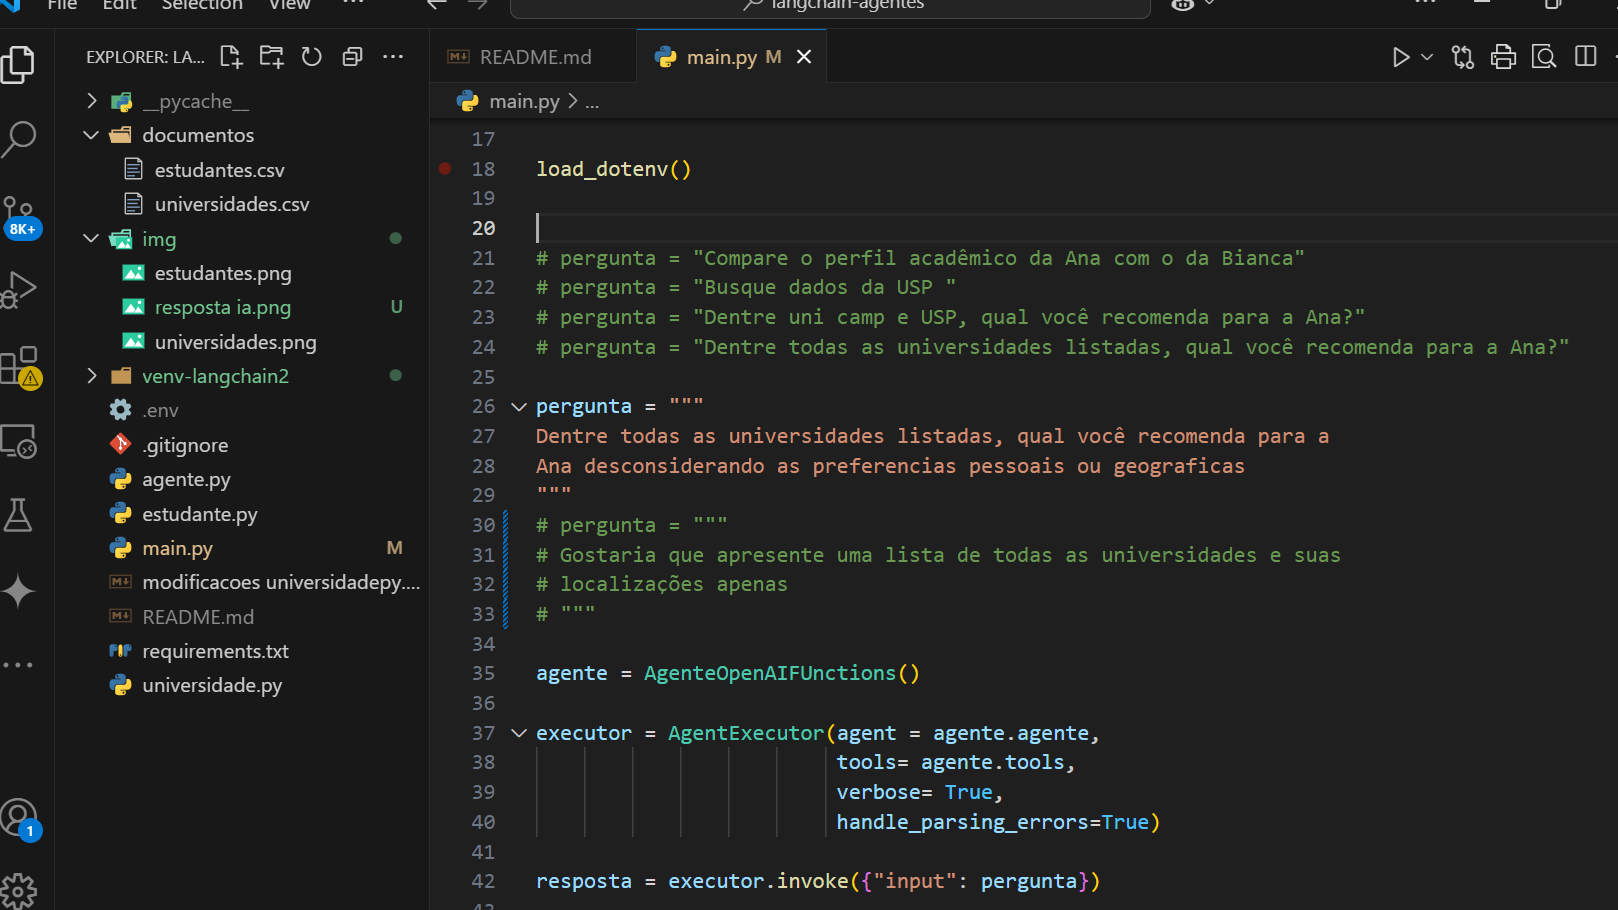 File Edit Selection View ...
langchain-agentes
EXPLORER: LA...
__pycache__
documentos
estudantes.csv
universidades.csv
img
estudantes.png
resposta ia.png U
universidades.png
venv-langchain2
.env
.gitignore
agente.py
estudante.py
main.py M
modificacoes universidadepy....
README.md
requirements.txt
universidade.py
8K+
1
README.md
main.py M
main.py > ...
17
18 load_dotenv()
19
20
21 # pergunta = "Compare o perfil acadêmico da Ana com o da Bianca"
22 # pergunta = "Busque dados da USP "
23 # pergunta = "Dentre uni camp e USP, qual você recomenda para a Ana?"
24 # pergunta = "Dentre todas as universidades listadas, qual você recomenda para a Ana?"
25
26 pergunta = """
27 Dentre todas as universidades listadas, qual você recomenda para a
28 Ana desconsiderando as preferencias pessoais ou geograficas
29 """
30 # pergunta = """
31 # Gostaria que apresente uma lista de todas as universidades e suas
32 # localizações apenas
33 # """
34
35 agente = AgenteOpenAIFUnctions()
36
37 executor = AgentExecutor(agent = agente.agente,
38 tools= agente.tools,
39 verbose= True,
40 handle_parsing_errors=True)
41
42 resposta = executor.invoke({"input": pergunta})